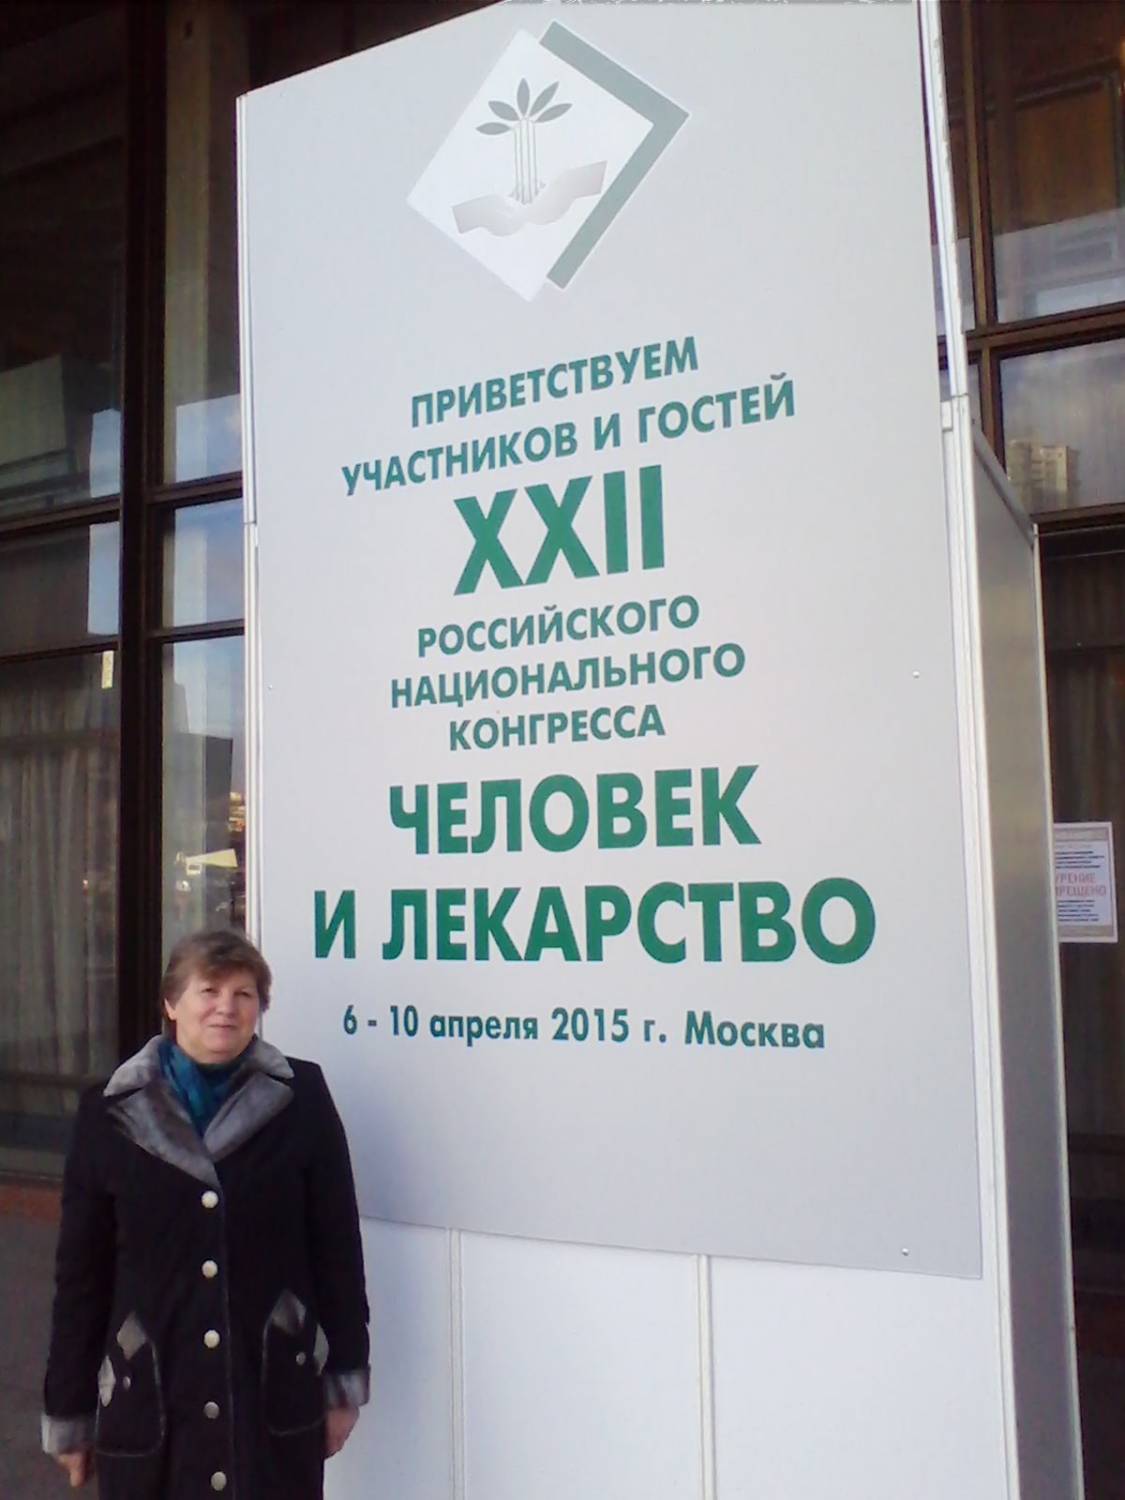 ПРИВЕТСТВУЕМ
УЧАСТНИКОВ И ГОСТЕЙ
XXII
РОССИЙСКОГО
НАЦИОНАЛЬНОГО
КОНГРЕССА
ЧЕЛОВЕК
И ЛЕКАРСТВО
6 - 10 апреля 2015 г. Москва